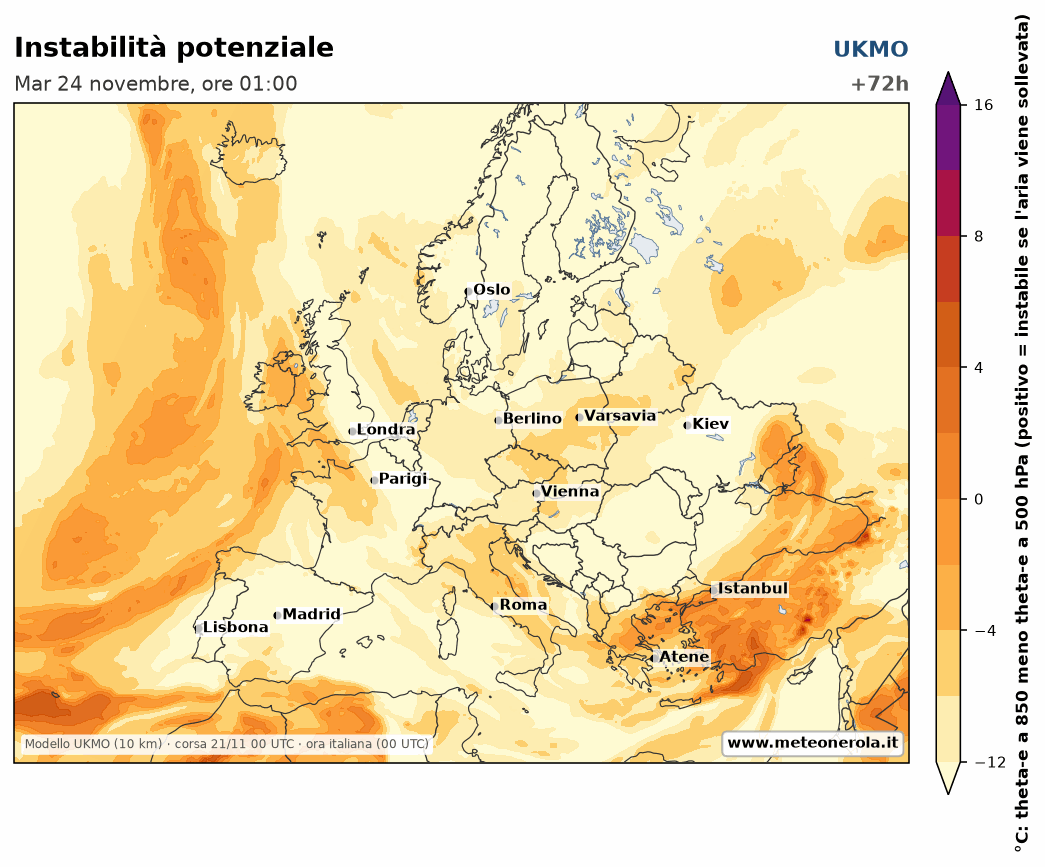 Instabilità potenziale
UKMO
Mar 24 novembre, ore 01:00
+72h
Oslo
Berlino
Varsavia
Kiev
Londra
Parigi
Vienna
Istanbul
Roma
Madrid
Lisbona
Atene
Modello UKMO (10 km) · corsa 21/11 00 UTC · ora italiana (00 UTC)
www.meteonerola.it
16
8
4
0
−4
−12
°C: theta-e a 850 meno theta-e a 500 hPa (positivo = instabile se l'aria viene sollevata)